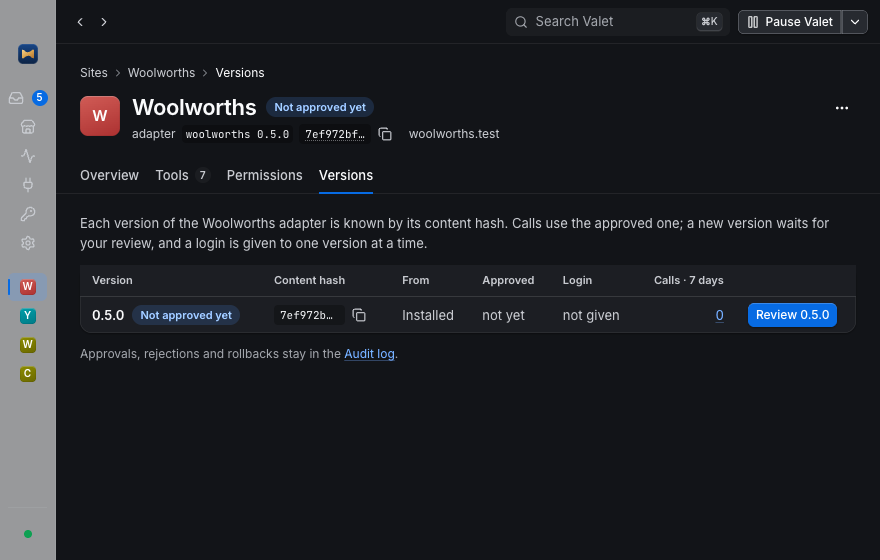 Search Valet
⌘K
Pause Valet
5
Sites
Woolworths
Versions
W
Woolworths
Not approved yet
adapter
woolworths 0.5.0
7ef972bf…
woolworths.test
Overview
Tools
7
Permissions
Versions
Each version of the Woolworths adapter is known by its content hash. Calls use the approved one; a new version waits for
your review, and a login is given to one version at a time.
Version
Content hash
From
Approved
Login
Calls · 7 days
0.5.0
Not approved yet
7ef972b…
Installed
not yet
not given
0
Review 0.5.0
Approvals, rejections and rollbacks stay in the Audit log.
W
Y
W
C